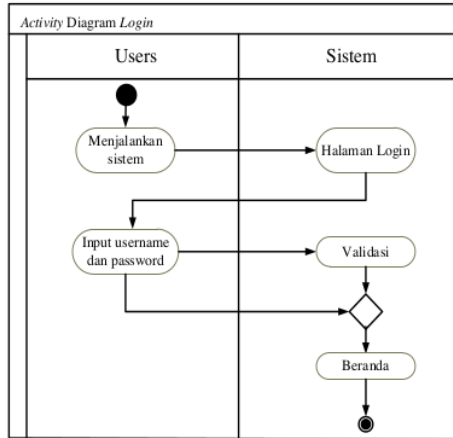 Activity Diagram Login
Users
Sistem
Menjalankan
sistem
Halaman Login
Input username
dan password
Validasi
Beranda